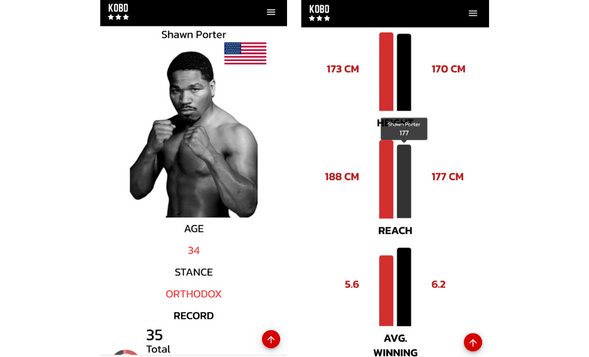 KOBO
Shawn Porter
AGE
34
STANCE
ORTHODOX
RECORD
35
Total
KOBO
173 CM
170 CM
Shawn Porter
177
188 CM
177 CM
REACH
5.6
6.2
AVG.
WINNING